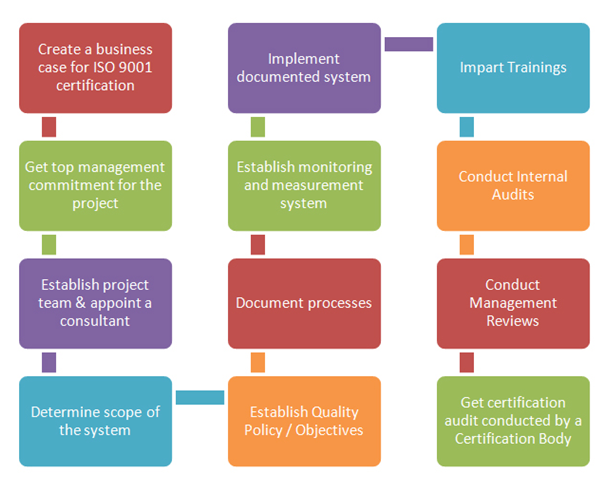 Create a business
case for ISO 9001
certification
Get top management
commitment for the
project
Establish project
team & appoint a
consultant
Determine scope of
the system
Establish Quality
Policy / Objectives
Document processes
Establish monitoring
and measurement
system
Implement
documented system
Impart Trainings
Conduct Internal
Audits
Conduct
Management
Reviews
Get certification
audit conducted by a
Certification Body